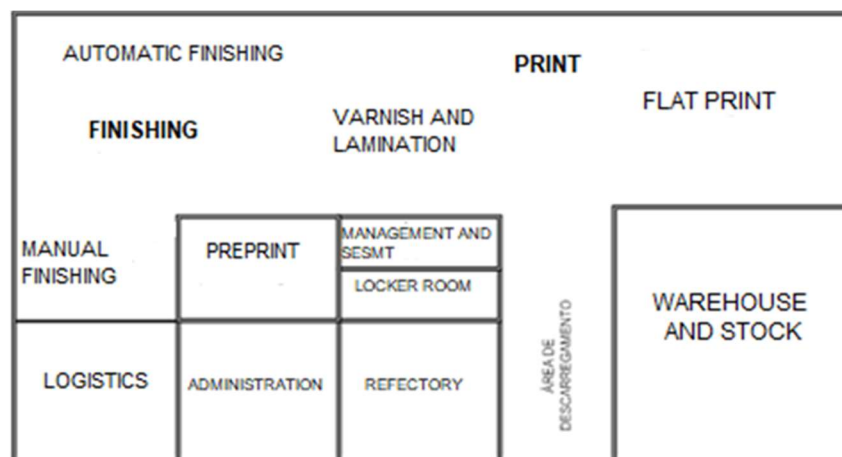 AUTOMATIC FINISHING
PRINT
FLAT PRINT
FINISHING
VARNISH AND
LAMINATION
MANUAL
FINISHING
PREPRINT
MANAGEMENT AND
SESMT
LOCKER ROOM
WAREHOUSE
AND STOCK
LOGISTICS
ADMINISTRATION
REFECTORY
ÁREA DE
DESCARREGAMENTO